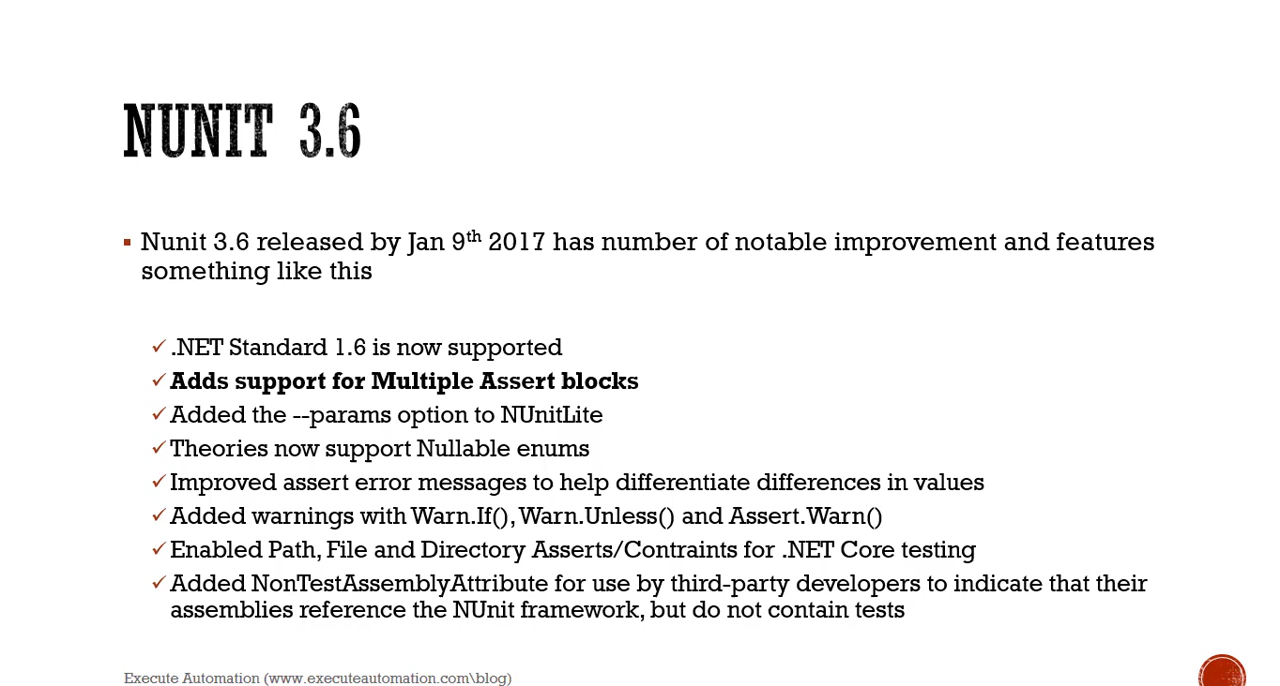 NUNIT 3.6
Nunit 3.6 released by Jan 9th 2017 has number of notable improvement and features
something like this
.NET Standard 1.6 is now supported
Adds support for Multiple Assert blocks
Added the --params option to NUnitLite
Theories now support Nullable enums
Improved assert error messages to help differentiate differences in values
Added warnings with Warn.If(), Warn.Unless() and Assert.Warn()
Enabled Path, File and Directory Asserts/Contraints for .NET Core testing
Added NonTestAssemblyAttribute for use by third-party developers to indicate that their
assemblies reference the NUnit framework, but do not contain tests
Execute Automation (www.executeautomation.com\blog)